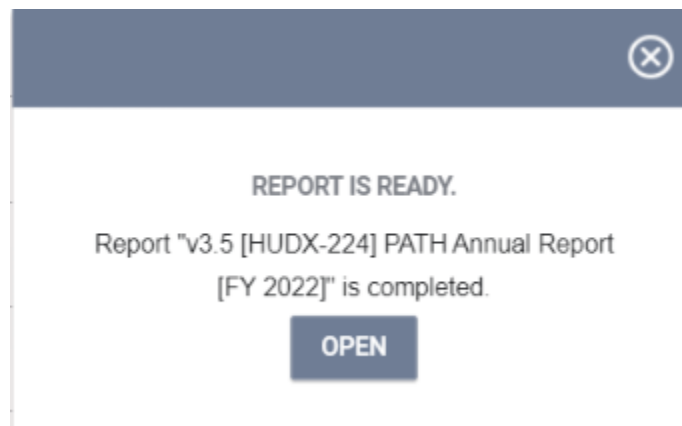 REPORT IS READY.
Report "v3.5 [HUDX-224] PATH Annual Report
[FY 2022]" is completed.
OPEN